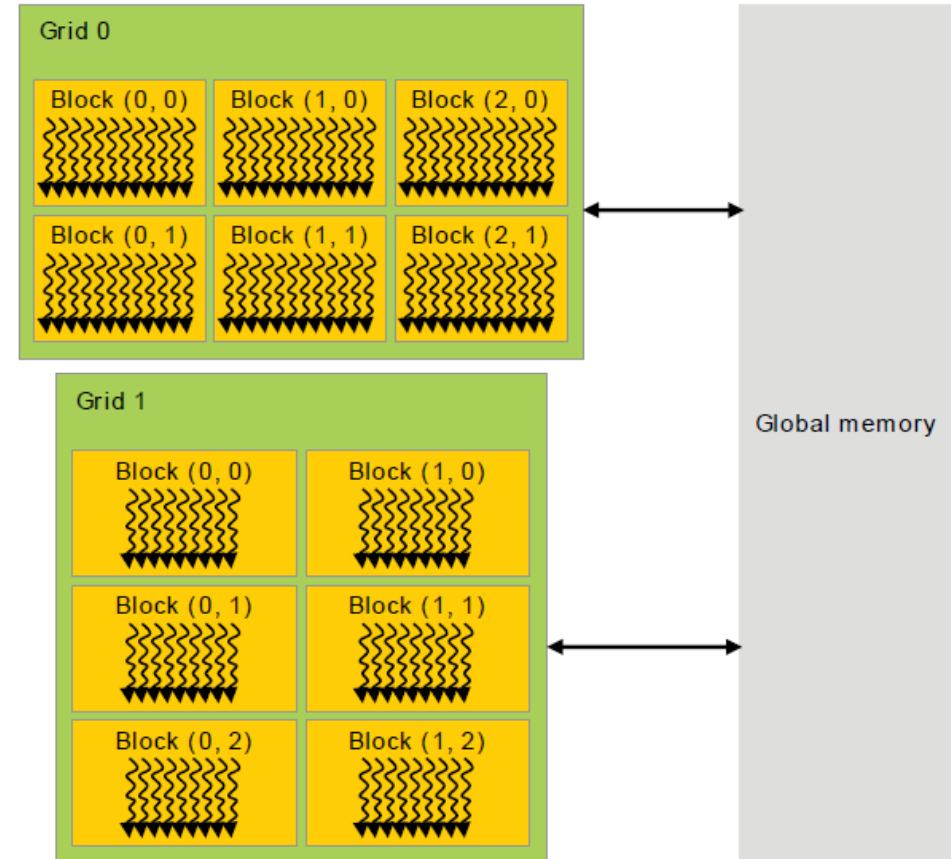 Grid 0
Block (0, 0) Block (1, 0) Block (2, 0)
Block (0, 1) Block (1, 1) Block (2, 1)
Grid 1
Block (0, 0) Block (1, 0)
Block (0, 1) Block (1, 1)
Block (0, 2) Block (1, 2)
Global memory